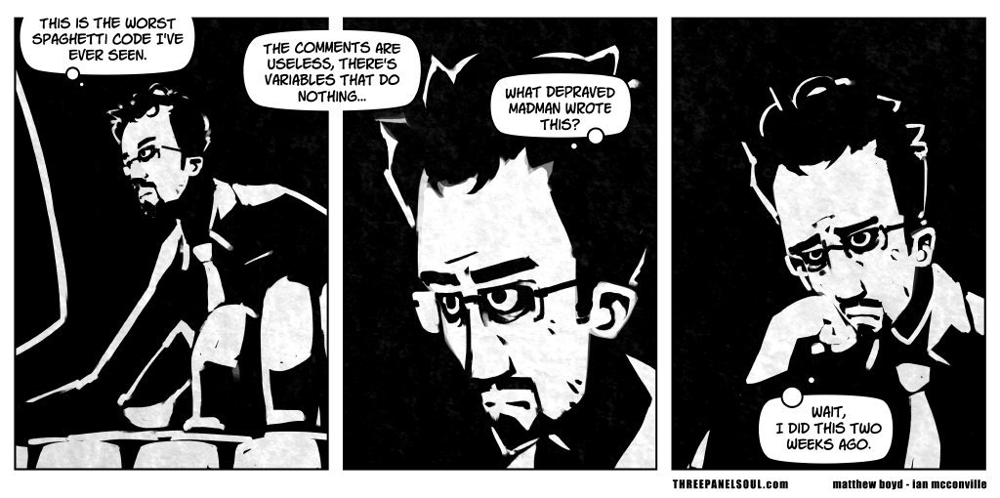 THIS IS THE WORST
SPAGHETTI CODE I'VE
EVER SEEN.
THE COMMENTS ARE
USELESS, THERE'S
VARIABLES THAT DO
NOTHING...
WHAT DEPRAVED
MADMAN WROTE
THIS?
WAIT,
I DID THIS TWO
WEEKS AGO.
THREEPANELSOUL.com
matthew boyd - ian mcconville